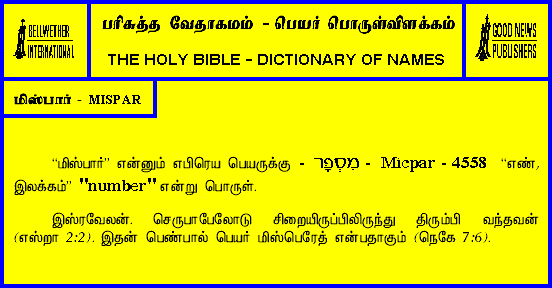 BELLWETHER
INTERNATIONAL
பரிசுத்த வேதாகமம் - பெயர் பொருள்விளக்கம்
THE HOLY BIBLE - DICTIONARY OF NAMES
GOOD NEWS
PUBLISHERS
மிஸ்பார் - MISPAR
“மிஸ்பார்” என்னும் எபிரெய பெயருக்கு - מִסְפָּר - Micpar - 4558 “எண்,
இலக்கம்” "number" என்று பொருள்.
இஸ்ரவேலன். செருபாபேலோடு சிறையிருப்பிலிருந்து திரும்பி வந்தவன்
(எஸ்றா 2:2). இதன் பெண்பால் பெயர் மிஸ்பெரேத் என்பதாகும் (நெகே 7:6).